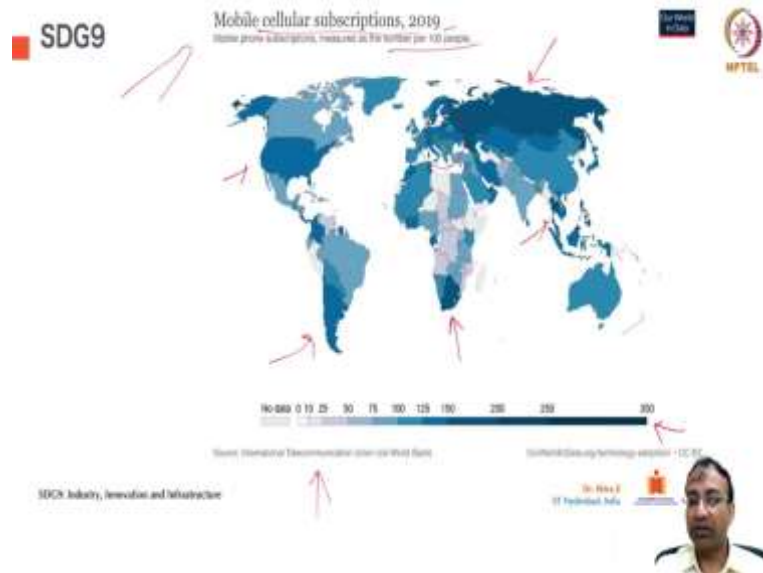 SDG9
Mobile cellular subscriptions, 2019
Mobile phone subscriptions, measured as the number per 100 people.
Our World
in Data
NPTEL
No data 0 10 25 50 75 100 125 150 200 250 300
Source: International Telecommunication Union via World Bank
OurWorldInData.org/technology-adoption • CC BY
SDG9: Industry, Innovation and Infrastructure
IIT Hyderabad, India